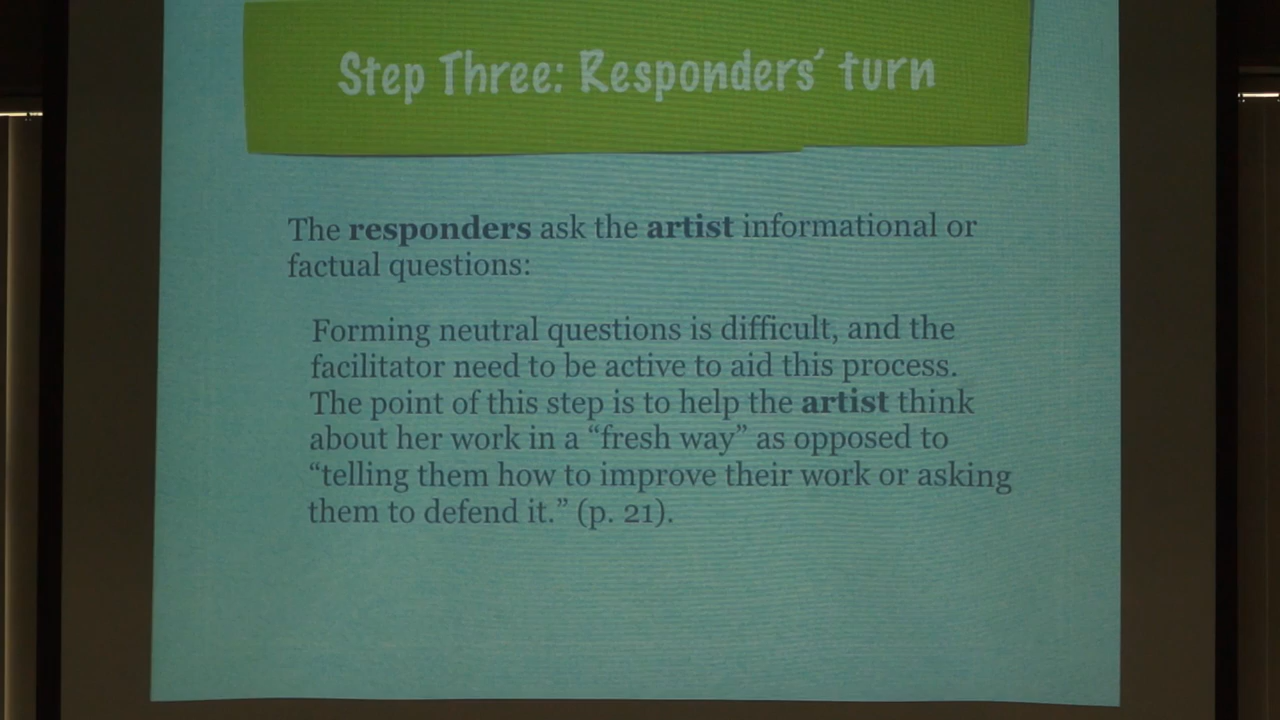 Step Three: Responders’ turn
The responders ask the artist informational or
factual questions:
Forming neutral questions is difficult, and the
facilitator need to be active to aid this process.
The point of this step is to help the artist think
about her work in a “fresh way” as opposed to
“telling them how to improve their work or asking
them to defend it.” (p. 21).